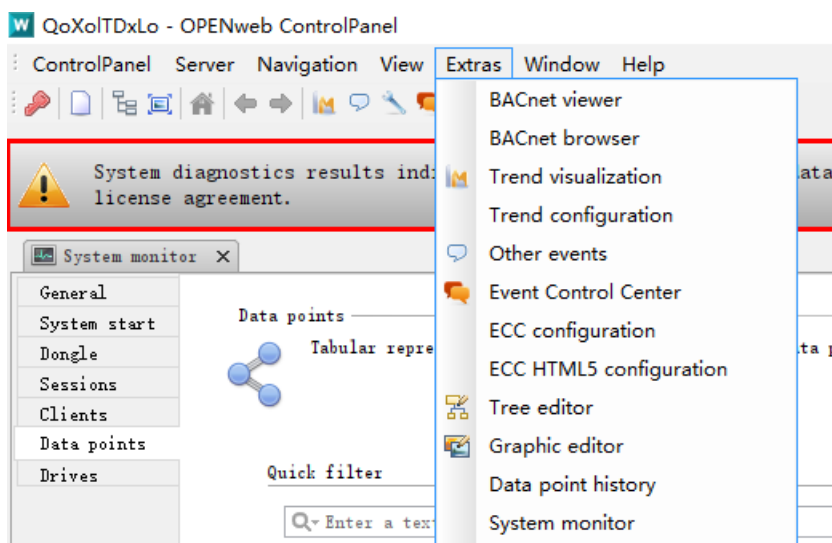 QoXolTDxLo - OPENweb ControlPanel
ControlPanel Server Navigation View Extras Window Help
BACnet viewer
BACnet browser
System diagnostics results
license agreement.
Trend visualization
Trend configuration
Other events
Event Control Center
ECC configuration
ECC HTML5 configuration
Tree editor
Graphic editor
Data point history
System monitor
System monitor X
General
System start
Dongle
Sessions
Clients
Data points
Drives
Data points
Tabular
Quick filter
Enter a